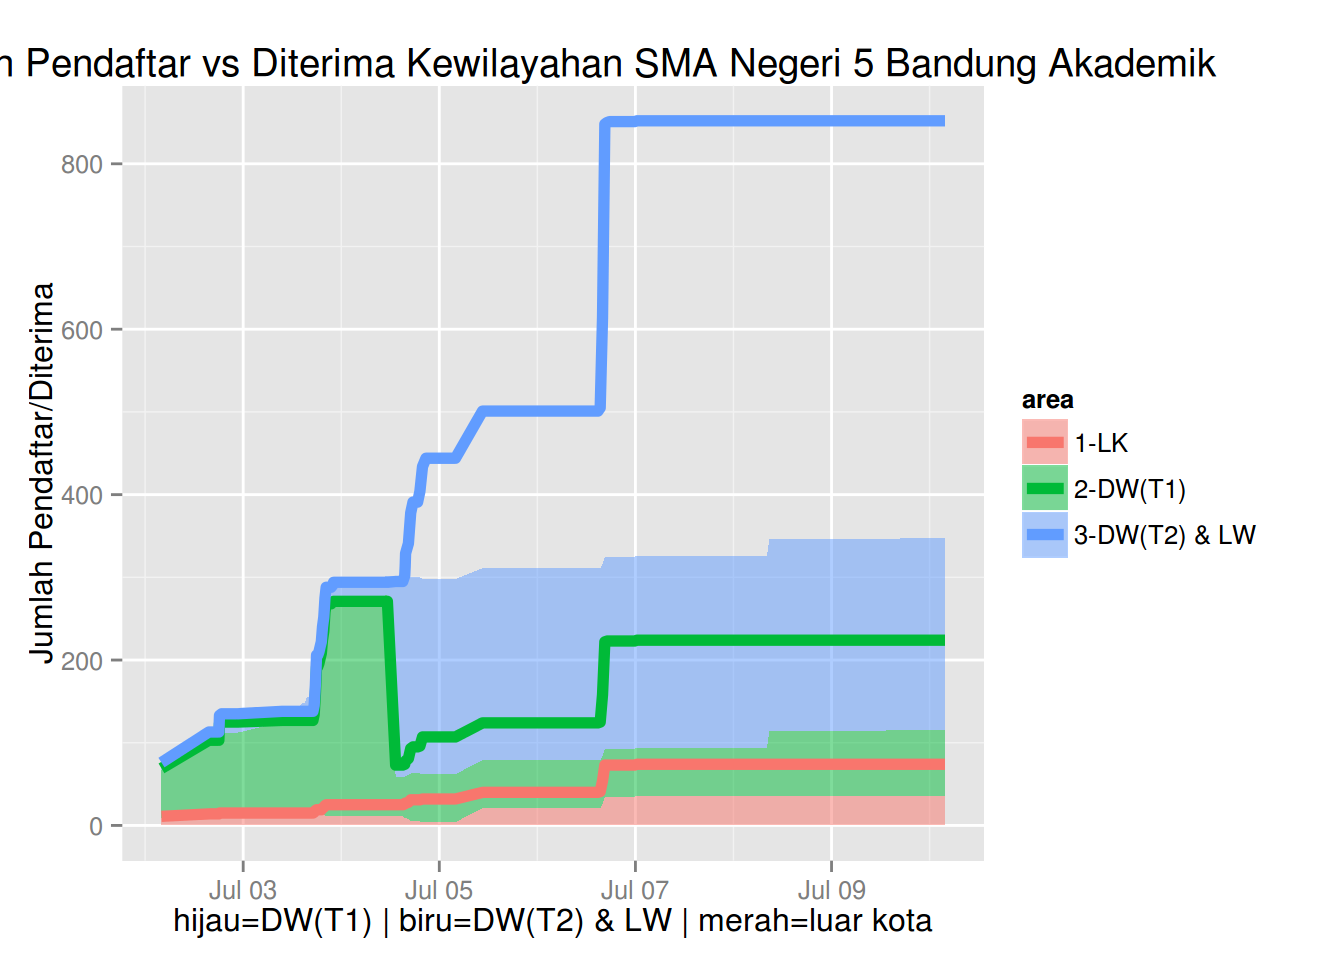 Pendaftar vs Diterima Kewilayahan SMA Negeri 5 Bandung Akademik
Jumlah Pendaftar/Diterima
800
600
400
200
0
Jul 03
Jul 05
Jul 07
Jul 09
hijau=DW(T1) | biru=DW(T2) & LW | merah=luar kota
area
1-LK
2-DW(T1)
3-DW(T2) & LW